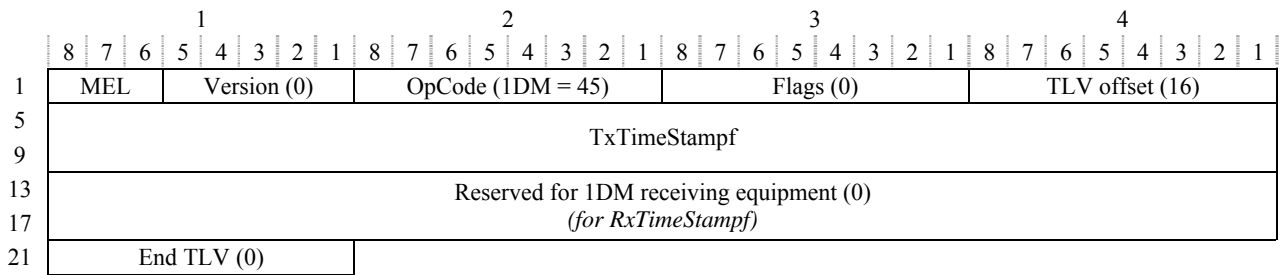 1 2 3 4
8 7 6 5 4 3 2 1 8 7 6 5 4 3 2 1 8 7 6 5 4 3 2 1 8 7 6 5 4 3 2 1
1 MEL Version (0) OpCode (1DM = 45) Flags (0) TLV offset (16)
5
TxTimeStampf
9
13 Reserved for 1DM receiving equipment (0)
17 (for RxTimeStampf)
21 End TLV (0)